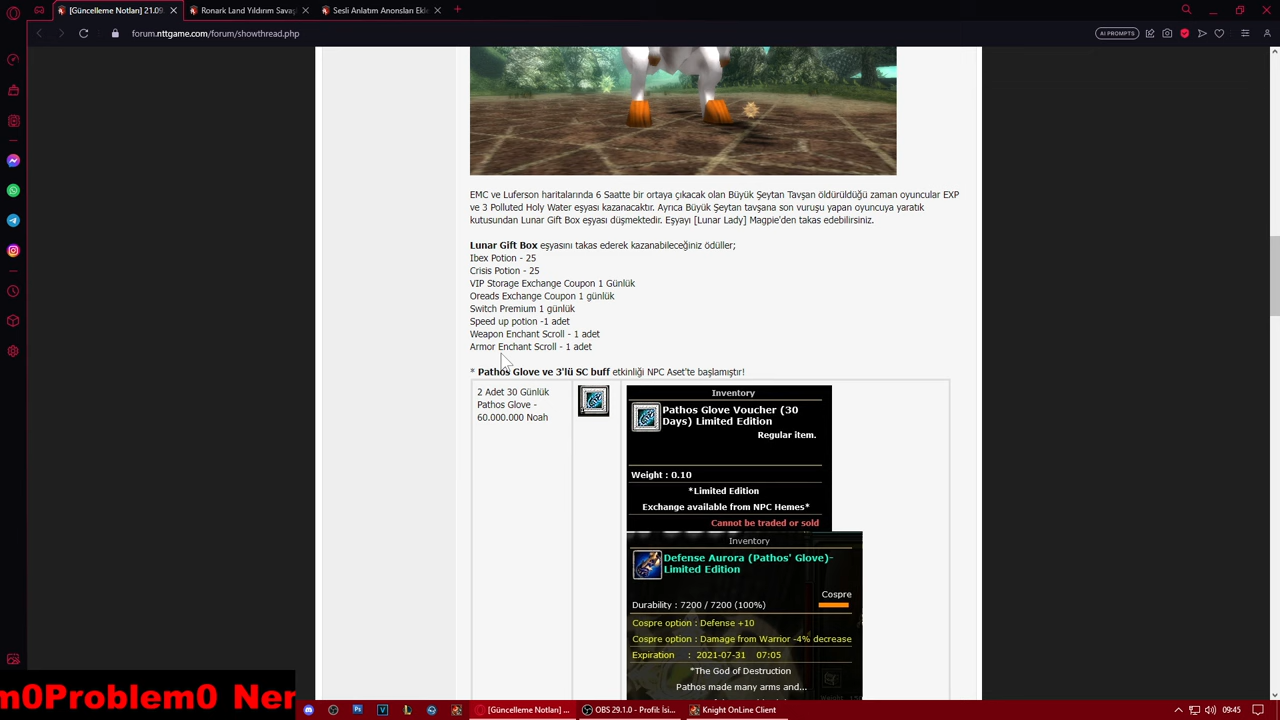 [Güncelleme Notları] 21.09.
Ronark Land Yıldırım Savaş
Sesli Anlatım Anonsları Ekle
forum.nttgame.com/forum/showthread.php
AI PROMPTS
EMC ve Luferson haritalarında 6 Saatte bir ortaya çıkacak olan Büyük Şeytan Tavşan öldürüldüğü zaman oyuncular EXP
ve 3 Polluted Holy Water eşyası kazanacaktır. Ayrıca Büyük Şeytan tavşana son vuruşu yapan oyuncuya yaratık
kutusundan Lunar Gift Box eşyası düşmektedir. Eşyayı [Lunar Lady] Magpie'den takas edebilirsiniz.
Lunar Gift Box eşyasını takas ederek kazanabileceğiniz ödüller;
Ibex Potion - 25
Crisis Potion - 25
VIP Storage Exchange Coupon 1 Günlük
Oreads Exchange Coupon 1 günlük
Switch Premium 1 günlük
Speed up potion -1 adet
Weapon Enchant Scroll - 1 adet
Armor Enchant Scroll - 1 adet
* Pathos Glove ve 3'lü SC buff etkinliği NPC Aset'te başlamıştır!
2 Adet 30 Günlük
Pathos Glove -
60.000.000 Noah
Inventory
Pathos Glove Voucher (30
Days) Limited Edition
Regular item.
Weight : 0.10
*Limited Edition
Exchange available from NPC Hemes*
Cannot be traded or sold
Inventory
Defense Aurora (Pathos' Glove)-
Limited Edition
Cospre
Durability : 7200 / 7200 (100%)
Cospre option : Defense +10
Cospre option : Damage from Warrior -4% decrease
Expiration : 2021-07-31 07:05
*The God of Destruction
Pathos made many arms and...
m0Problem0 Ner
[Güncelleme Notları] ...
OBS 29.1.0 - Profil: İsi...
Knight OnLine Client
09:45